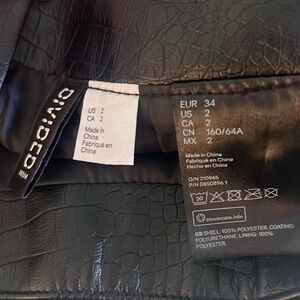 DIVIDED
H&M
US 2
CA 2
Made in
China
Fabriqué en
Chine
EUR 34
US 2
CA 2
CN 160/64A
MX 2
Made in China
Fabriqué en Chine
Hecho en China
O/N 210945
P/N 0850896 1
30
clevercare.info
GB SHELL: 100%
POLYESTER, COATING:
POLYURETHANE. LINING: 100%
POLYESTER.